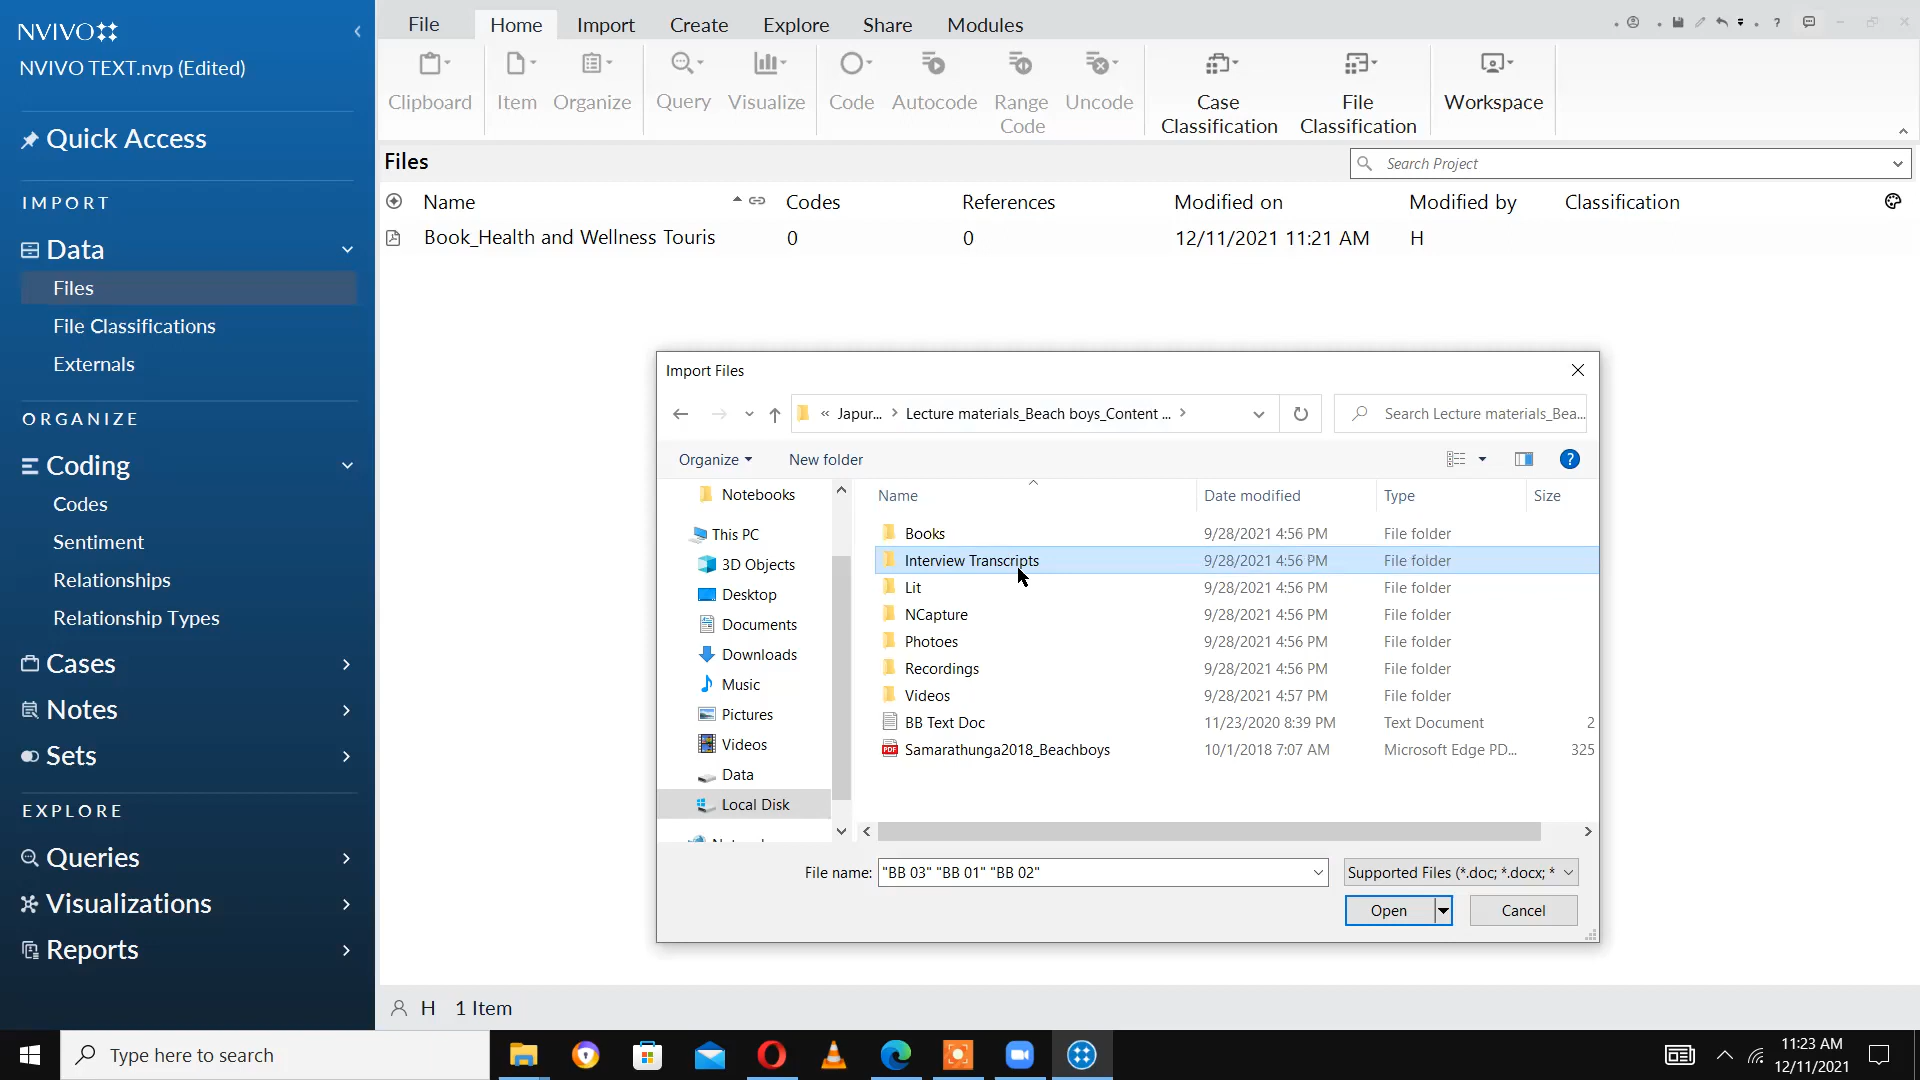 NVIVO
NVIVO TEXT.nvp (Edited)
Quick Access
IMPORT
Data
Files
File Classifications
Externals
ORGANIZE
Coding
Codes
Sentiment
Relationships
Relationship Types
Cases
Notes
Sets
EXPLORE
Queries
Visualizations
Reports
File Home Import Create Explore Share Modules
Clipboard Item Organize Query Visualize Code Autocode Range Code Uncode Case Classification File Classification Workspace
Files
Search Project
Name Codes References Modified on Modified by Classification
Book_Health and Wellness Touris 0 0 12/11/2021 11:21 AM H
Import Files
« Japur... > Lecture materials_Beach boys_Content ... >
Search Lecture materials_Bea...
Organize New folder
Notebooks
This PC
3D Objects
Desktop
Documents
Downloads
Music
Pictures
Videos
Data
Local Disk
Name Date modified Type Size
Books 9/28/2021 4:56 PM File folder
Interview Transcripts 9/28/2021 4:56 PM File folder
Lit 9/28/2021 4:56 PM File folder
NCapture 9/28/2021 4:56 PM File folder
Photoes 9/28/2021 4:56 PM File folder
Recordings 9/28/2021 4:56 PM File folder
Videos 9/28/2021 4:57 PM File folder
BB Text Doc 11/23/2020 8:39 PM Text Document 2
Samarathunga2018_Beachboys 10/1/2018 7:07 AM Microsoft Edge PD... 325
File name: "BB 03" "BB 01" "BB 02"
Supported Files (*.doc; *.docx; *
Open Cancel
H 1 Item
Type here to search
11:23 AM
12/11/2021